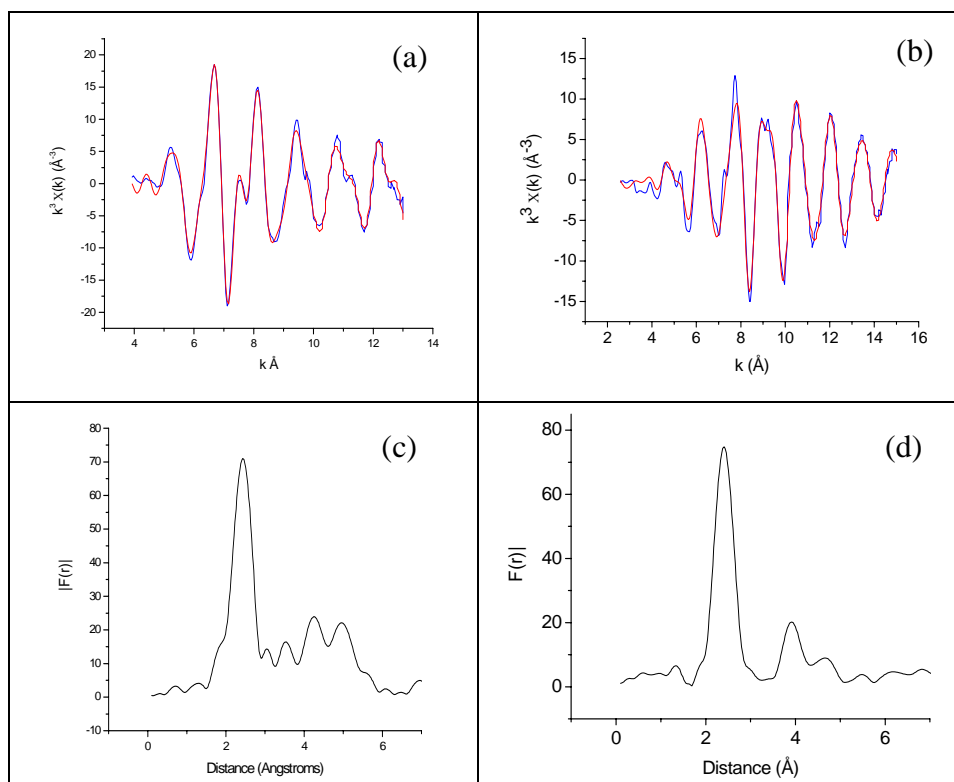 (a)
k³ χ(k) (Å⁻³)
20
15
10
5
0
-5
-10
-15
-20
4 6 8 10 12 14
k Å
(b)
k³ χ(k) (Å⁻³)
15
10
5
0
-5
-10
-15
2 4 6 8 10 12 14 16
k (Å)
(c)
|F(r)|
80
70
60
50
40
30
20
10
0
-10
0 2 4 6
Distance (Angstroms)
(d)
F(r)|
80
60
40
20
0
0 2 4 6
Distance (Å)